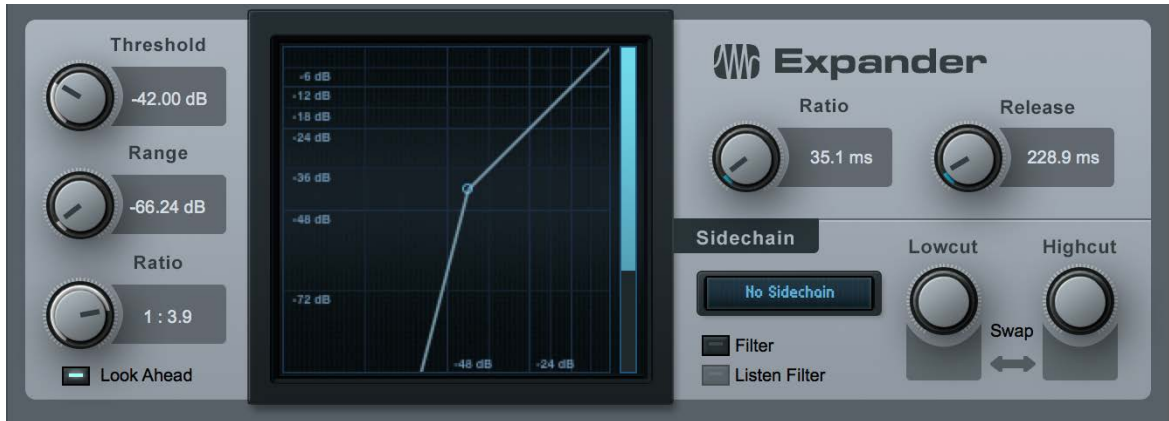 Threshold
-42.00 dB
Range
-66.24 dB
Ratio
1 : 3.9
Look Ahead
-6 dB
-12 dB
-18 dB
-24 dB
-36 dB
-48 dB
-72 dB
-48 dB
-24 dB
Expander
Ratio
35.1 ms
Release
228.9 ms
Sidechain
No Sidechain
Filter
Listen Filter
Lowcut
Highcut
Swap